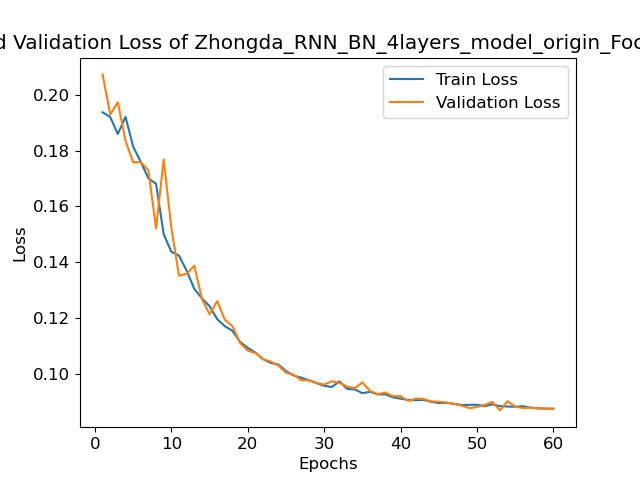 d Validation Loss of Zhongda_RNN_BN_4layers_model_origin_Foc
Train Loss
Validation Loss
0.20
0.18
0.16
0.14
0.12
0.10
Loss
0 10 20 30 40 50 60
Epochs